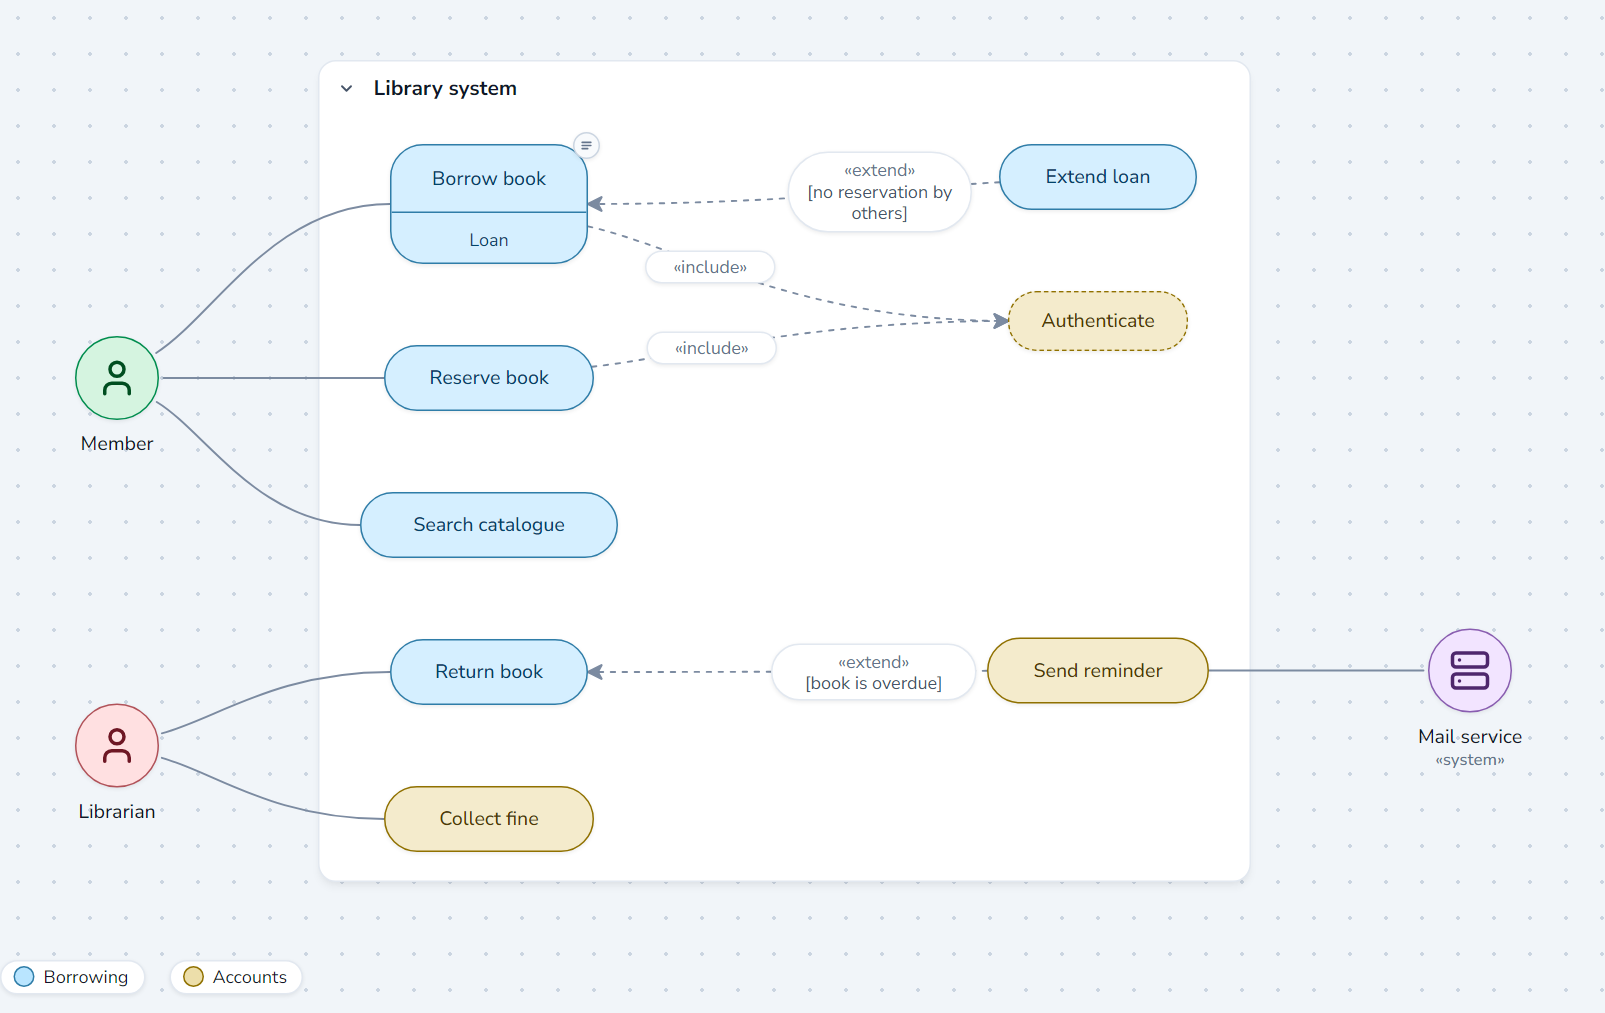 Library system
Borrow book
Loan
«extend»
[no reservation by
others]
Extend loan
«include»
Authenticate
«include»
Reserve book
Member
Search catalogue
Return book
«extend»
[book is overdue]
Send reminder
Mail service
«system»
Librarian
Collect fine
Borrowing
Accounts